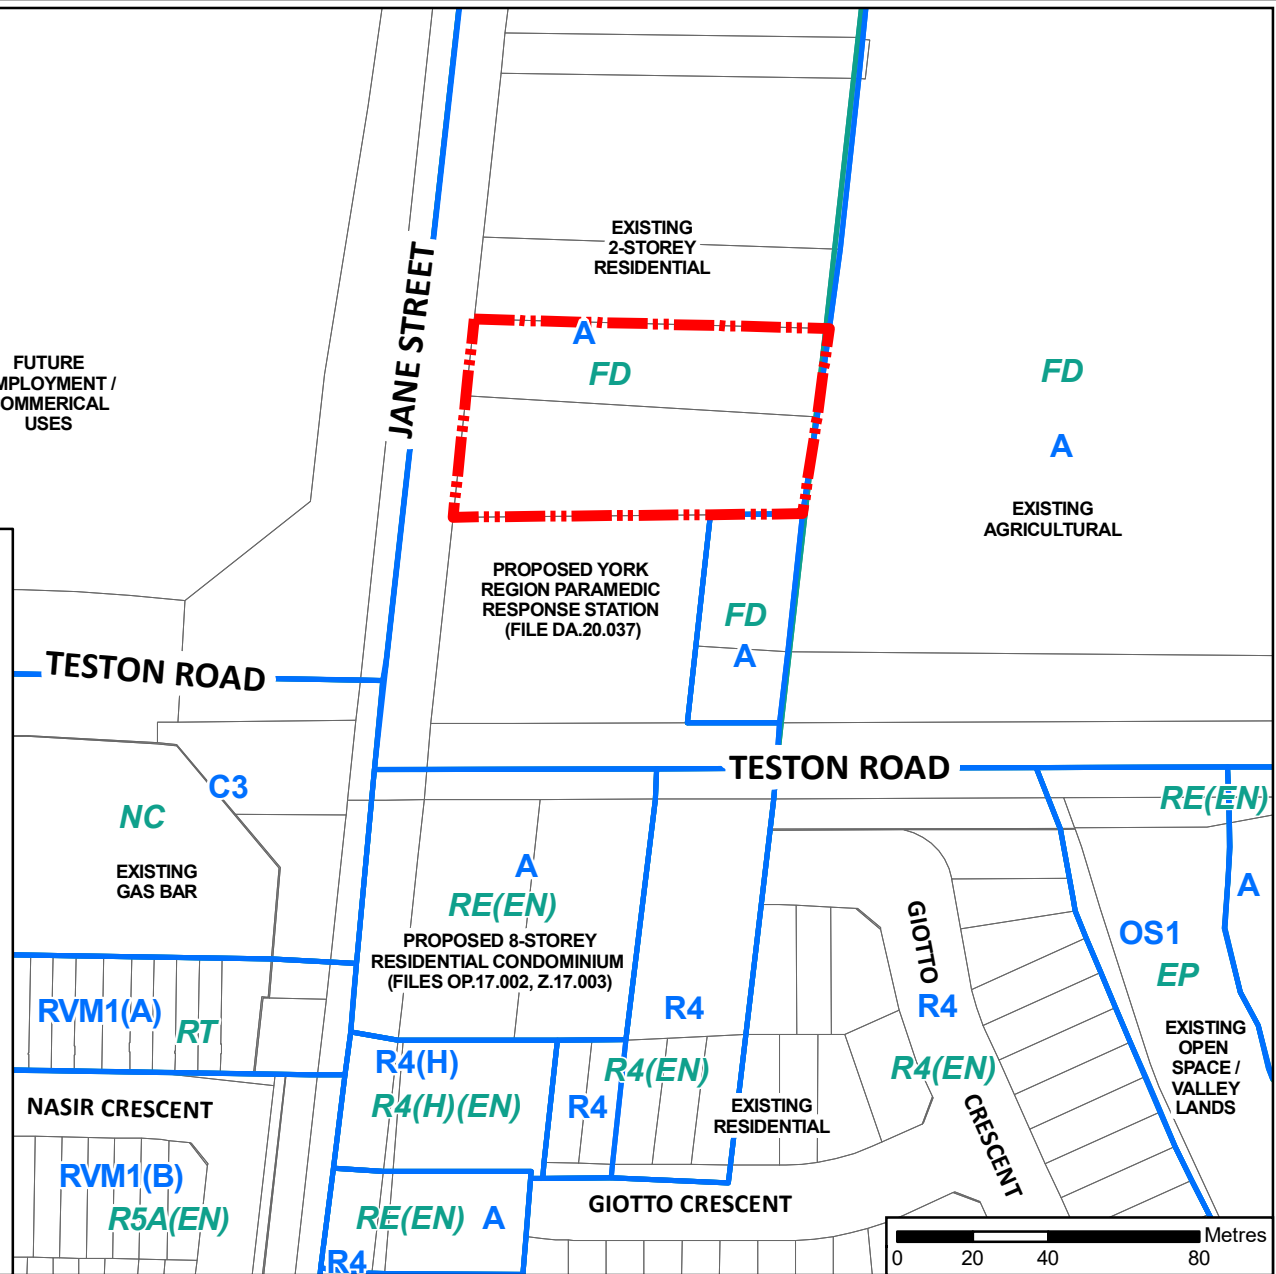 EXISTING
2-STOREY
RESIDENTIAL
JANE STREET
A
FD
FUTURE
MPLOYMENT /
OMMERICAL
USES
FD
A
EXISTING
AGRICULTURAL
PROPOSED YORK
REGION PARAMEDIC
RESPONSE STATION
(FILE DA.20.037)
FD
A
TESTON ROAD
TESTON ROAD
C3
NC
EXISTING
GAS BAR
RE(EN)
A
A
RE(EN)
PROPOSED 8-STOREY
RESIDENTIAL CONDOMINIUM
(FILES OP.17.002, Z.17.003)
GIOTTO
CRESCENT
OS1
EP
R4
R4
R4(EN)
RVM1(A)
RT
EXISTING
OPEN
SPACE /
VALLEY
LANDS
R4(H)
R4(H)(EN)
R4(EN)
R4
EXISTING
RESIDENTIAL
NASIR CRESCENT
RVM1(B)
R5A(EN)
RE(EN)
A
R4
GIOTTO CRESCENT
Metres
0
20
40
80